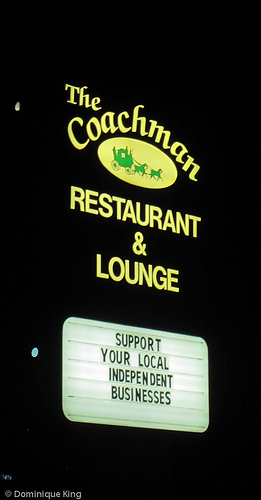 The
Coachman
RESTAURANT
&
LOUNGE
SUPPORT
YOUR LOCAL
INDEPENDENT
BUSINESSES
© Dominique King